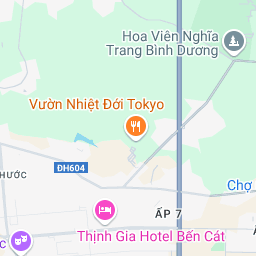 Hoa Viên Nghĩa
Trang Bình Dương
Vườn Nhiệt Đới Tokyo
ĐH604
HƯỚC
Chợ
ẤP 7
Thịnh Gia Hotel Bến Cát
c